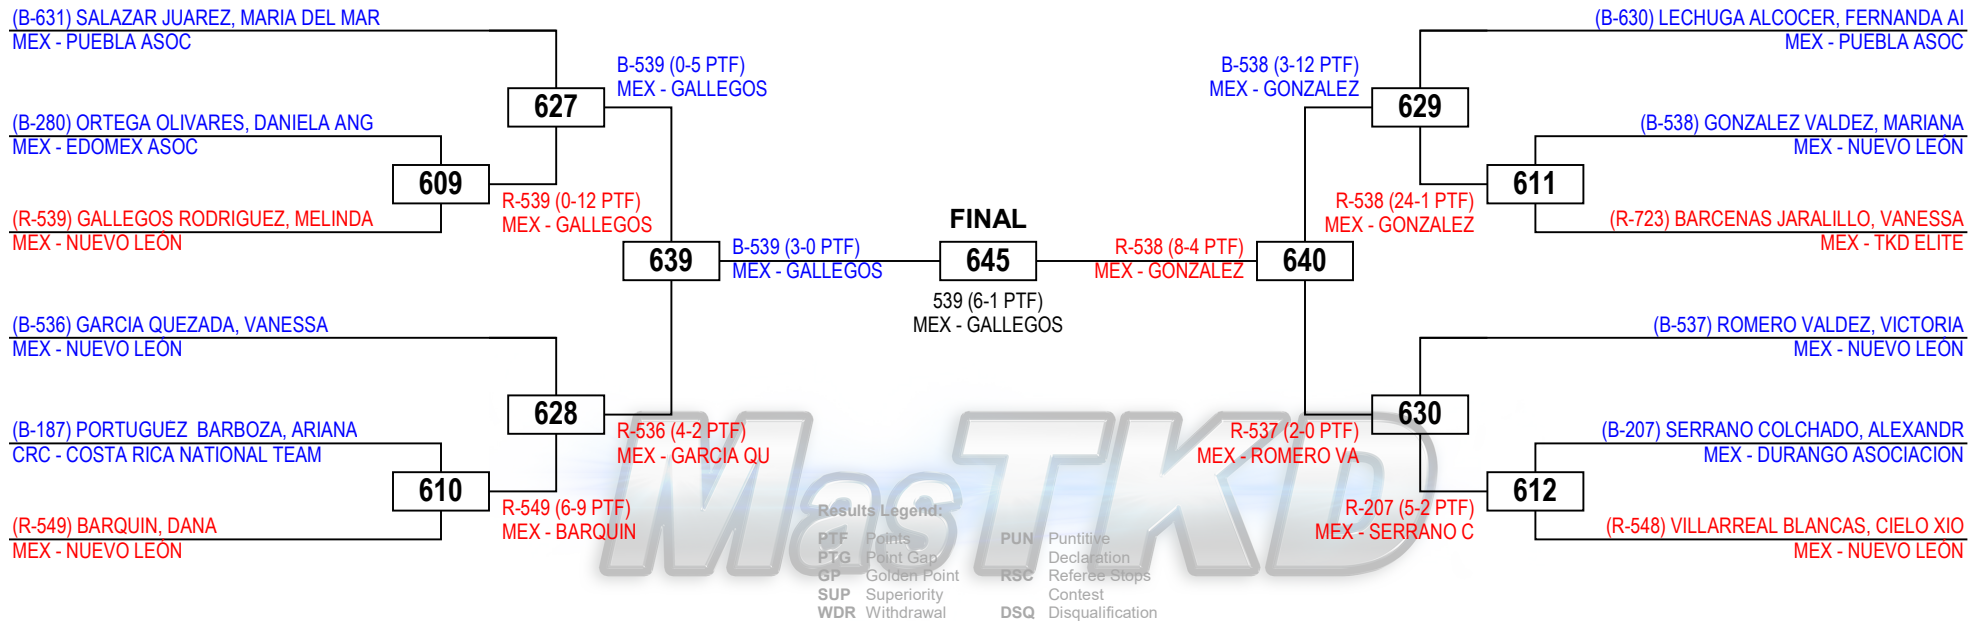 (B-631) SALAZAR JUAREZ, MARIA DEL MAR
MEX - PUEBLA ASOC
B-539 (0-5 PTF)
MEX - GALLEGOS
627
(B-280) ORTEGA OLIVARES, DANIELA ANG
MEX - EDOMEX ASOC
609
R-539 (0-12 PTF)
MEX - GALLEGOS
(R-539) GALLEGOS RODRIGUEZ, MELINDA
MEX - NUEVO LEÓN
639
B-539 (3-0 PTF)
MEX - GALLEGOS
(B-536) GARCIA QUEZADA, VANESSA
MEX - NUEVO LEÓN
628
R-536 (4-2 PTF)
MEX - GARCIA QU
(B-187) PORTUGUEZ  BARBOZA, ARIANA
CRC - COSTA RICA NATIONAL TEAM
610
R-549 (6-9 PTF)
MEX - BARQUIN
(R-549) BARQUIN, DANA
MEX - NUEVO LEÓN
FINAL
645
539 (6-1 PTF)
MEX - GALLEGOS
(B-630) LECHUGA ALCOCER, FERNANDA AI
MEX - PUEBLA ASOC
B-538 (3-12 PTF)
MEX - GONZALEZ
629
(B-538) GONZALEZ VALDEZ, MARIANA
MEX - NUEVO LEÓN
611
R-538 (24-1 PTF)
MEX - GONZALEZ
(R-723) BARCENAS JARALILLO, VANESSA
MEX - TKD ELITE
R-538 (8-4 PTF)
MEX - GONZALEZ
640
(B-537) ROMERO VALDEZ, VICTORIA
MEX - NUEVO LEÓN
630
R-537 (2-0 PTF)
MEX - ROMERO VA
(B-207) SERRANO COLCHADO, ALEXANDR
MEX - DURANGO ASOCIACION
612
R-207 (5-2 PTF)
MEX - SERRANO C
(R-548) VILLARREAL BLANCAS, CIELO XIO
MEX - NUEVO LEÓN
MasTKD
Results Legend:
PTF Points
PTG Point Gap
GP Golden Point
SUP Superiority
WDR Withdrawal
PUN Puntitive
Declaration
RSC Referee Stops
Contest
DSQ Disqualification